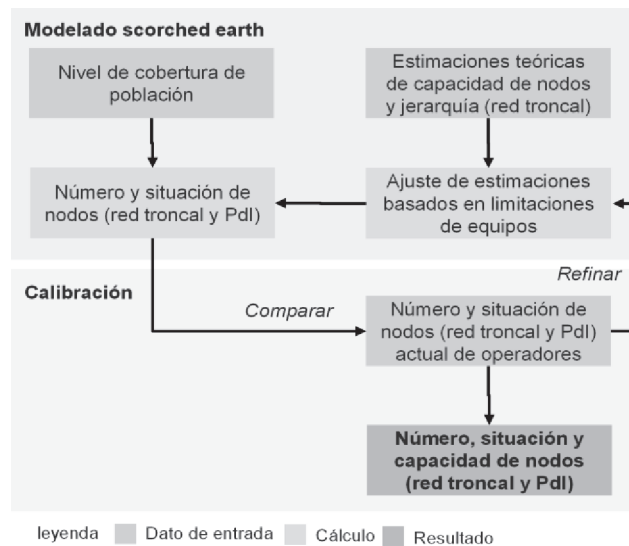 Modelado scorched earth
Nivel de cobertura de
población
Estimaciones teóricas
de capacidad de nodos
y jerarquía (red troncal)
Número y situación de
nodos (red troncal y PdI)
Ajuste de estimaciones
basados en limitaciones
de equipos
Refinar
Calibración
Comparar
Número y situación de
nodos (red troncal y PdI)
actual de operadores
Número, situación y
capacidad de nodos
(red troncal y PdI)
leyenda Dato de entrada Cálculo Resultado